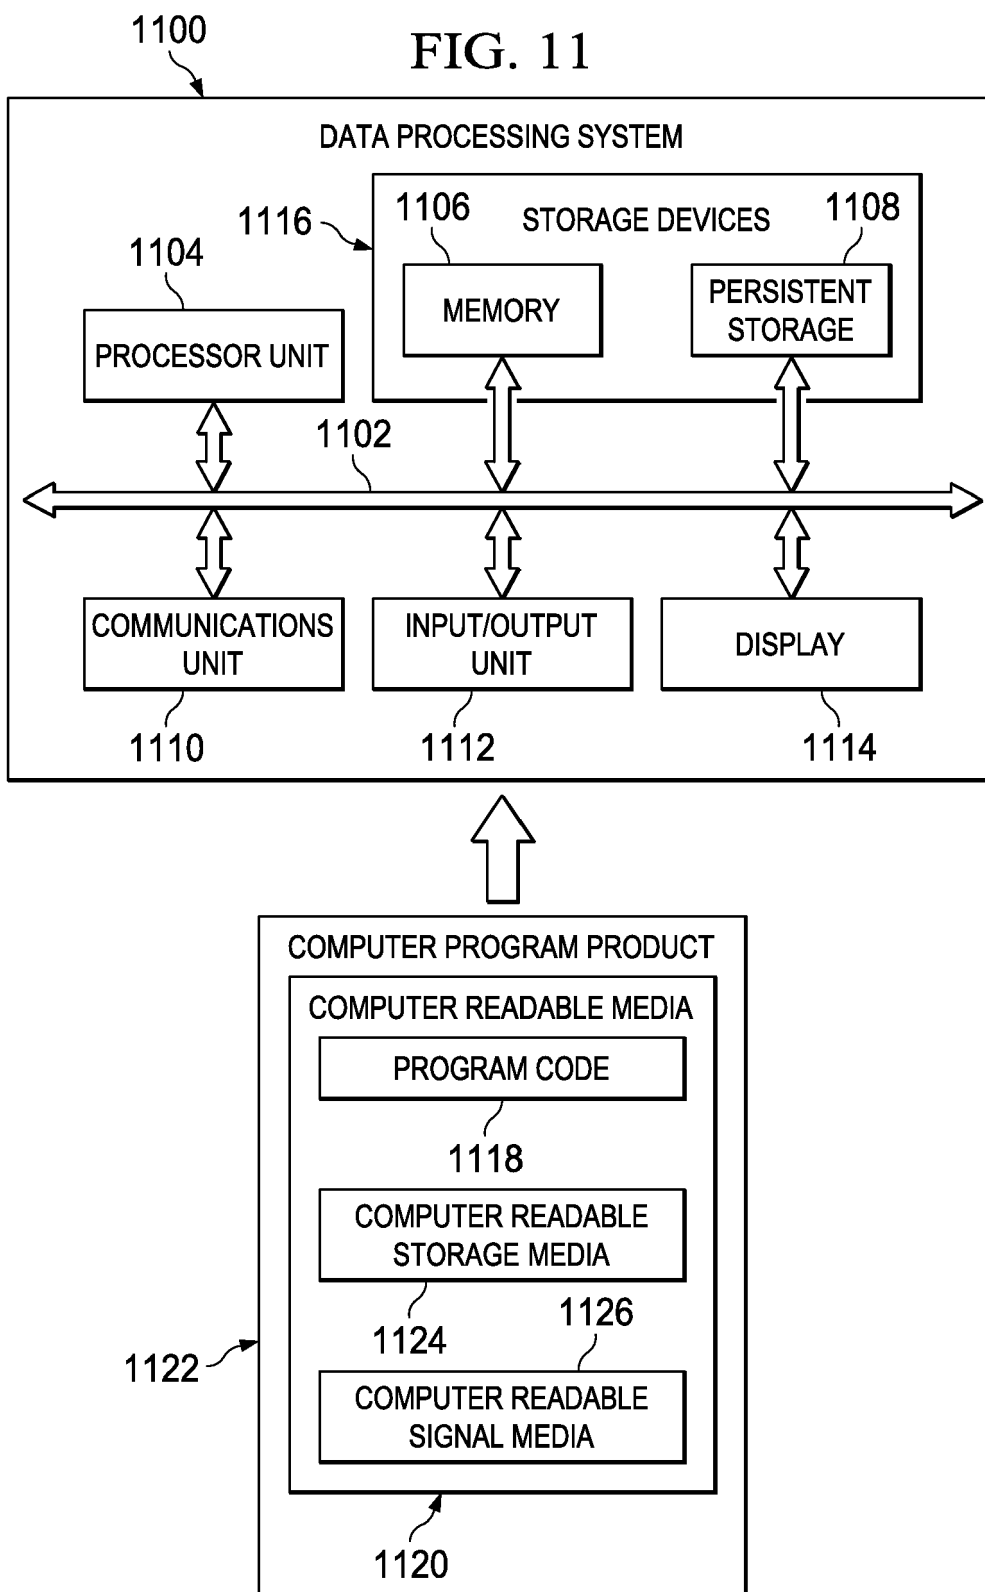 1100
FIG. 11
DATA PROCESSING SYSTEM
1116
1106
STORAGE DEVICES
1108
1104
MEMORY
PERSISTENT
STORAGE
PROCESSOR UNIT
1102
COMMUNICATIONS
UNIT
INPUT/OUTPUT
UNIT
DISPLAY
1110
1112
1114
COMPUTER PROGRAM PRODUCT
COMPUTER READABLE MEDIA
PROGRAM CODE
1118
COMPUTER READABLE
STORAGE MEDIA
1124
1126
1122
COMPUTER READABLE
SIGNAL MEDIA
1120